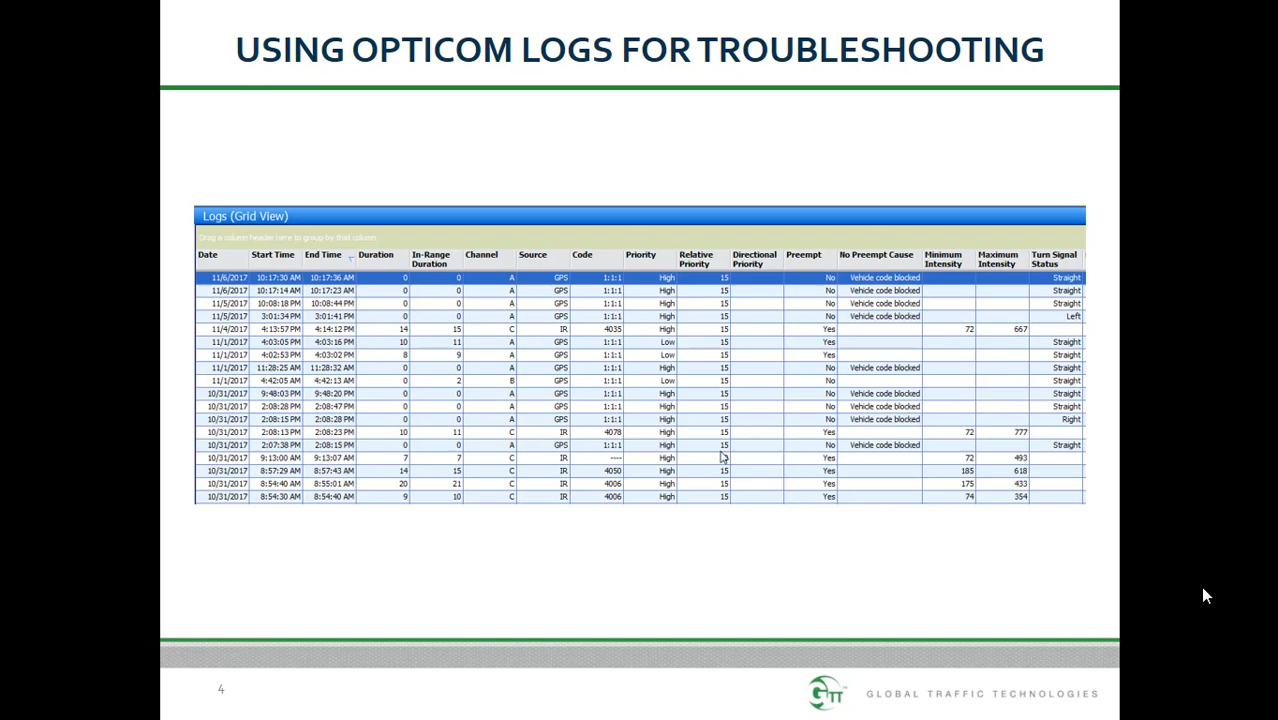 USING OPTICOM LOGS FOR TROUBLESHOOTING
Logs (Grid View)
Drag a column header here to group by that column
Date Start Time End Time Duration In-Range Duration Channel Source Code Priority Relative Priority Directional Priority Preempt No Preempt Cause Minimum Intensity Maximum Intensity Turn Signal Status
11/6/2017 10:17:30 AM 10:17:36 AM 0 0 A GPS 1:1:1 High 15 No Vehicle code blocked Straight
11/6/2017 10:17:14 AM 10:17:23 AM 0 0 A GPS 1:1:1 High 15 No Vehicle code blocked Straight
11/5/2017 10:08:18 PM 10:08:44 PM 0 0 A GPS 1:1:1 High 15 No Vehicle code blocked Straight
11/5/2017 3:01:34 PM 3:01:41 PM 0 0 A GPS 1:1:1 High 15 No Vehicle code blocked Left
11/4/2017 4:13:57 PM 4:14:12 PM 14 15 C IR 4035 High 15 Yes 72 667
11/1/2017 4:03:05 PM 4:03:16 PM 10 11 A GPS 1:1:1 Low 15 Yes Straight
11/1/2017 4:02:53 PM 4:03:02 PM 8 9 A GPS 1:1:1 Low 15 Yes Straight
11/1/2017 11:28:25 AM 11:28:32 AM 0 0 A GPS 1:1:1 High 15 No Vehicle code blocked Straight
11/1/2017 4:42:05 AM 4:42:13 AM 0 2 B GPS 1:1:1 Low 15 No Straight
10/31/2017 9:48:03 PM 9:48:20 PM 0 0 A GPS 1:1:1 High 15 No Vehicle code blocked Straight
10/31/2017 2:08:28 PM 2:08:47 PM 0 0 A GPS 1:1:1 High 15 No Vehicle code blocked Straight
10/31/2017 2:08:15 PM 2:08:28 PM 0 0 A GPS 1:1:1 High 15 No Vehicle code blocked Right
10/31/2017 2:08:13 PM 2:08:23 PM 10 11 C IR 4078 High 15 Yes 72 777
10/31/2017 2:07:38 PM 2:08:15 PM 0 0 A GPS 1:1:1 High 15 No Vehicle code blocked Straight
10/31/2017 9:13:00 AM 9:13:07 AM 7 7 C IR ---- High Yes 72 493
10/31/2017 8:57:29 AM 8:57:43 AM 14 15 C IR 4050 High 15 Yes 185 618
10/31/2017 8:54:40 AM 8:55:01 AM 20 21 C IR 4006 High 15 Yes 175 433
10/31/2017 8:54:30 AM 8:54:40 AM 9 10 C IR 4006 High 15 Yes 74 354
4
GTT
GLOBAL TRAFFIC TECHNOLOGIES